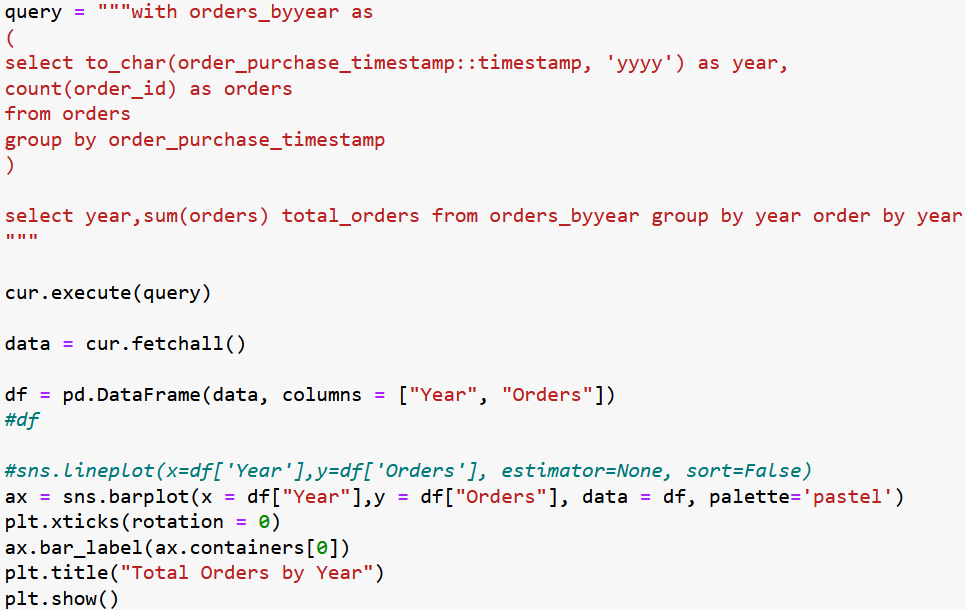 query = """with orders_byyear as
(
select to_char(order_purchase_timestamp::timestamp, 'yyyy') as year,
count(order_id) as orders
from orders
group by order_purchase_timestamp
)

select year,sum(orders) total_orders from orders_byyear group by year order by year
"""

cur.execute(query)

data = cur.fetchall()

df = pd.DataFrame(data, columns = ["Year", "Orders"])
#df

#sns.lineplot(x=df['Year'],y=df['Orders'], estimator=None, sort=False)
ax = sns.barplot(x = df["Year"],y = df["Orders"], data = df, palette='pastel')
plt.xticks(rotation = 0)
ax.bar_label(ax.containers[0])
plt.title("Total Orders by Year")
plt.show()